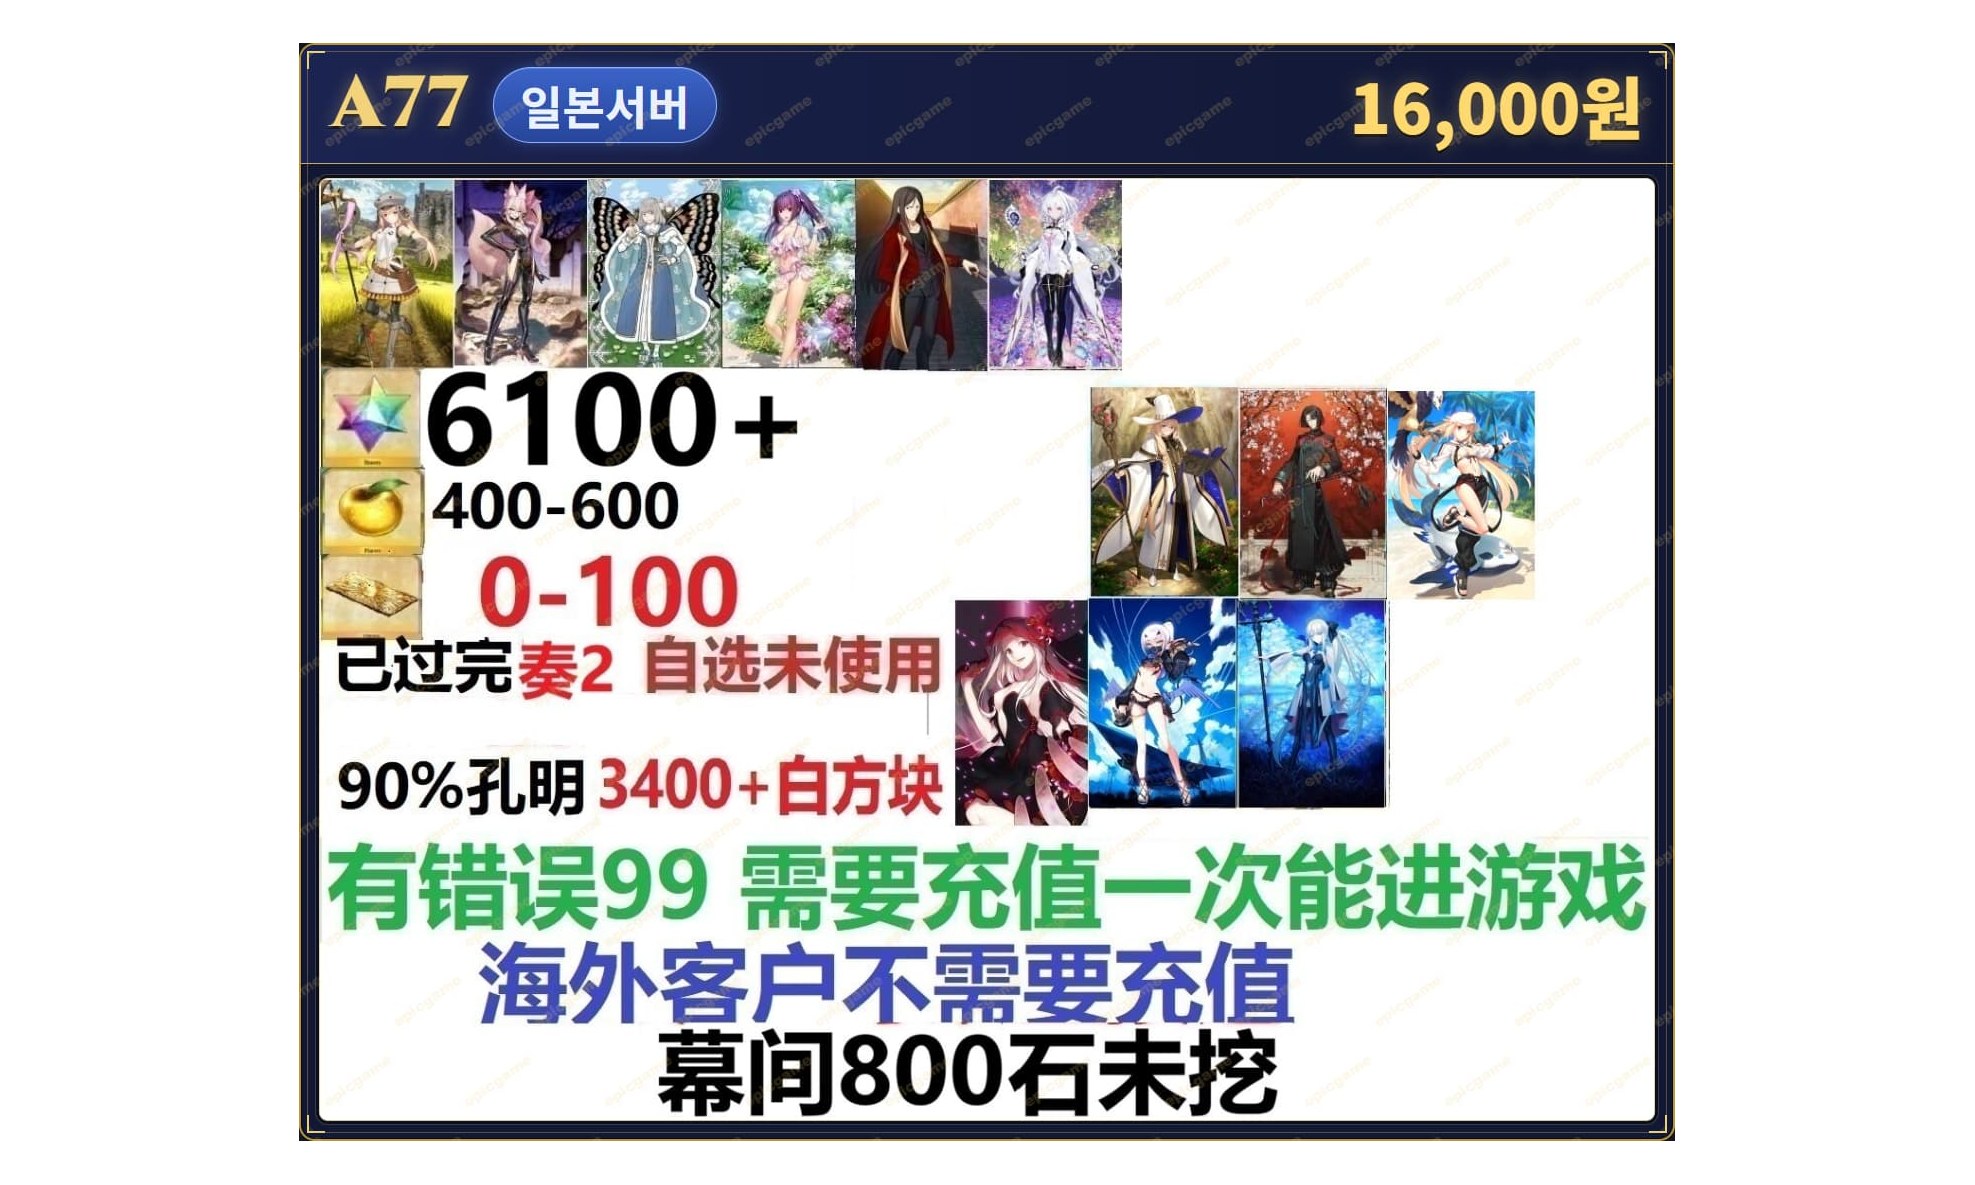 A77 일본서버 16,000원
6100+
400-600
0-100
已过完奏2 自选未使用
90%孔明 3400+白方块
有错误99 需要充值一次能进游戏
海外客户不需要充值
幕间800石未挖
epicgame